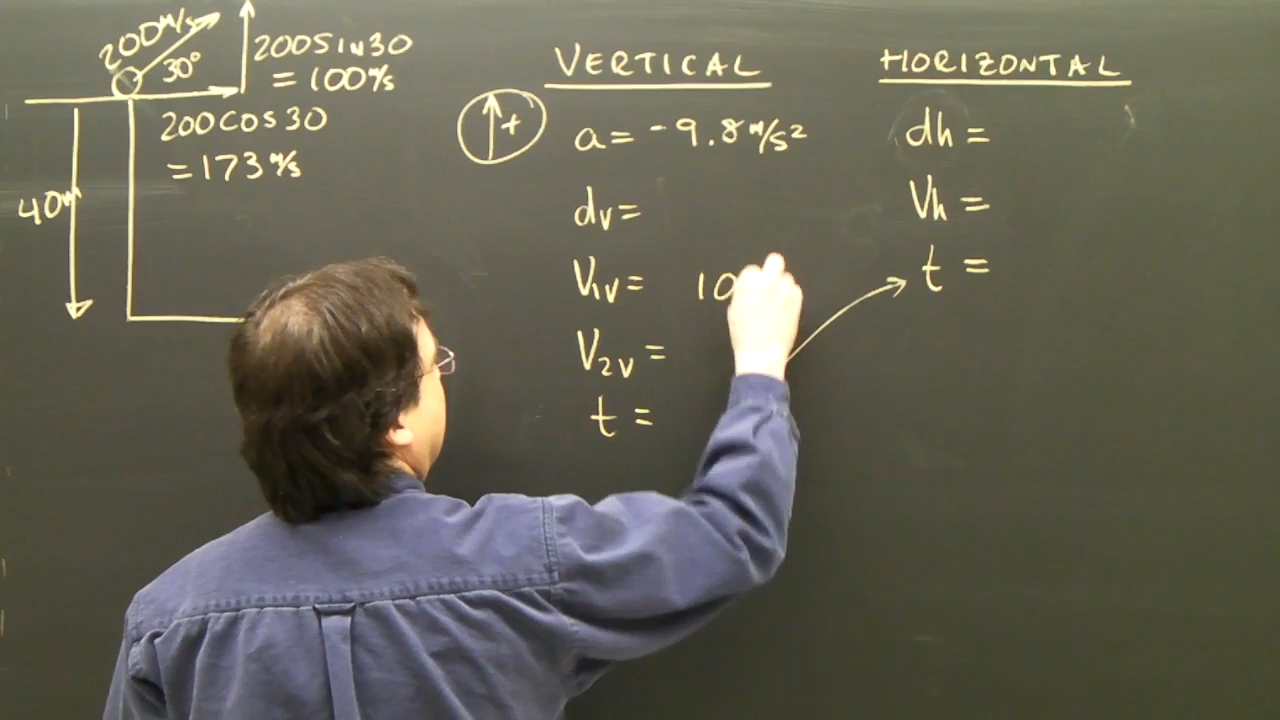 200 m/s
30°
200 sin 30
= 100 m/s
200 cos 30
= 173 m/s
40m
VERTICAL
+
a = -9.8 m/s²
dv =
V1v = 10
V2v =
t =
HORIZONTAL
dh =
Vh =
t =